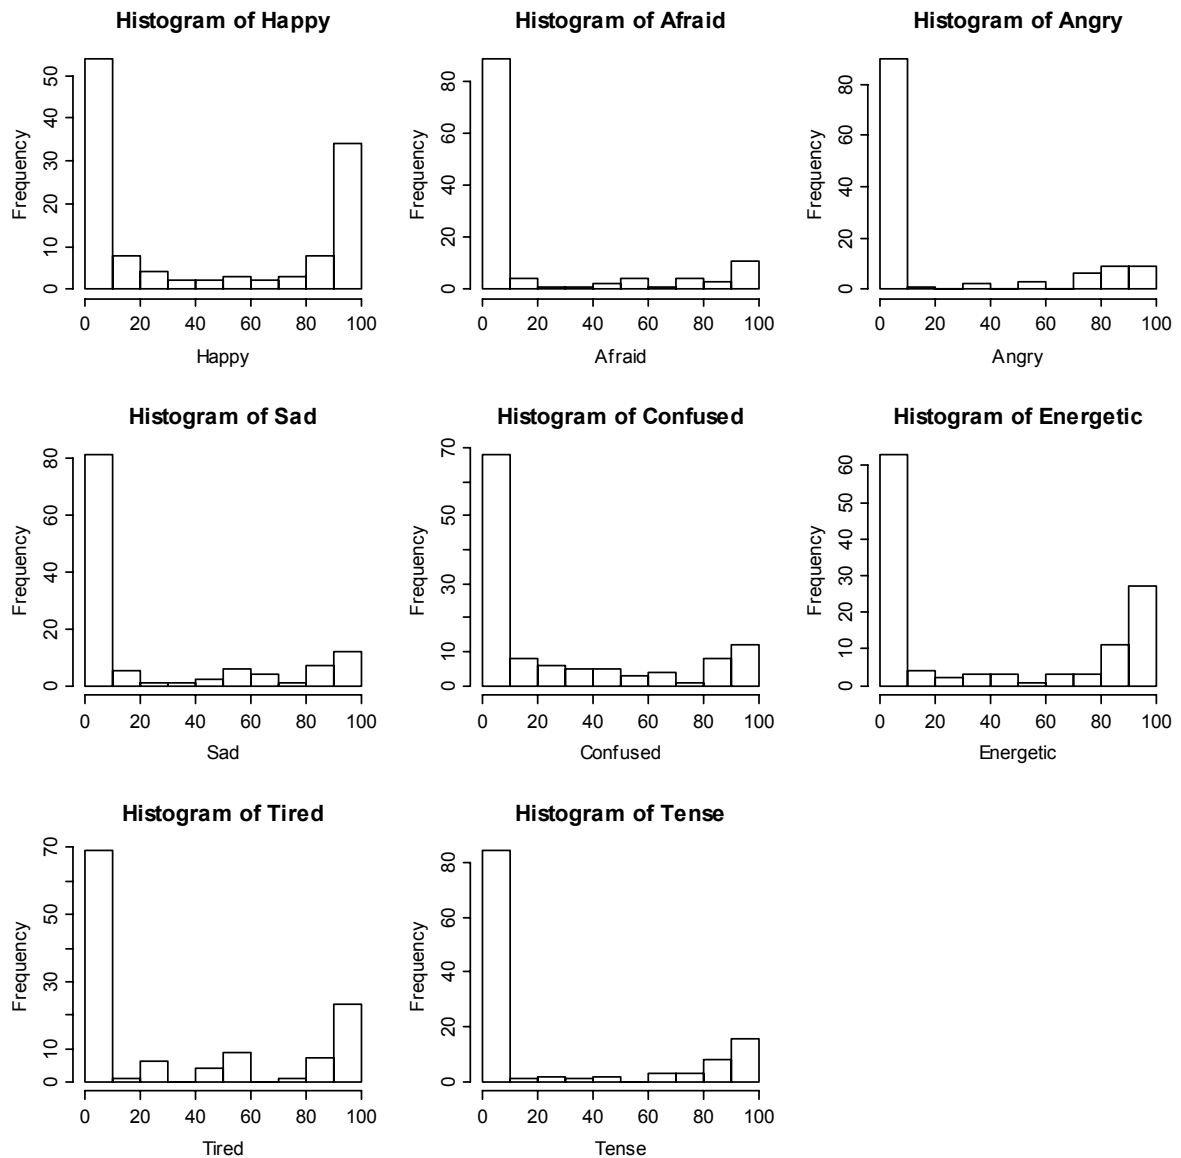 Histogram of Happy
Frequency
0 10 20 30 40 50
0 20 40 60 80 100
Happy
Histogram of Afraid
Frequency
0 20 40 60 80
0 20 40 60 80 100
Afraid
Histogram of Angry
Frequency
0 20 40 60 80
0 20 40 60 80 100
Angry
Histogram of Sad
Frequency
0 20 40 60 80
0 20 40 60 80 100
Sad
Histogram of Confused
Frequency
0 10 30 50 70
0 20 40 60 80 100
Confused
Histogram of Energetic
Frequency
0 10 20 30 40 50 60
0 20 40 60 80 100
Energetic
Histogram of Tired
Frequency
0 10 30 50 70
0 20 40 60 80 100
Tired
Histogram of Tense
Frequency
0 20 40 60 80
0 20 40 60 80 100
Tense